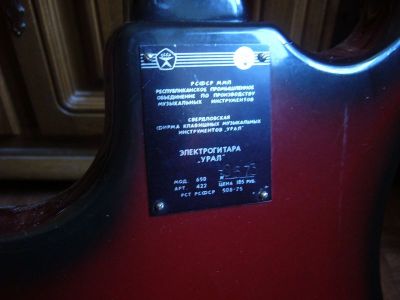 РСФСР ММП
РЕСПУБЛИКАНСКОЕ ПРОМЫШЛЕННОЕ
ОБЪЕДИНЕНИЕ ПО ПРОИЗВОДСТВУ
МУЗЫКАЛЬНЫХ ИНСТРУМЕНТОВ
СВЕРДЛОВСКАЯ
ФИРМА КЛАВИШНЫХ МУЗЫКАЛЬНЫХ
ИНСТРУМЕНТОВ „УРАЛ"
ЭЛЕКТРОГИТАРА
„УРАЛ"
МОД. 650
АРТ. 422 ЦЕНА 185 РУБ.
РСТ РСФСР 508-75